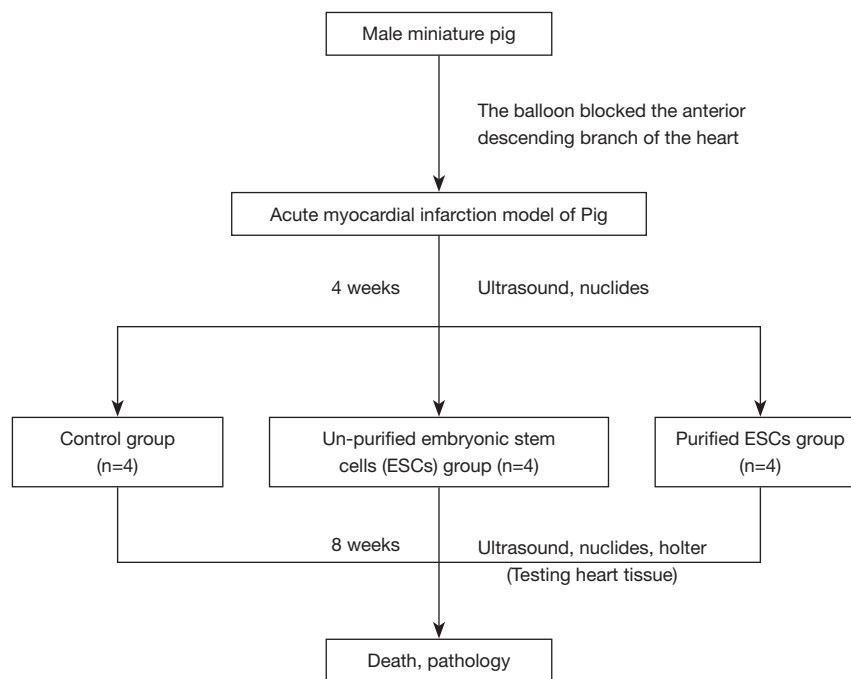 Male miniature pig
The balloon blocked the anterior
descending branch of the heart
Acute myocardial infarction model of Pig
4 weeks
Ultrasound, nuclides
Control group
(n=4)
Un-purified embryonic stem
cells (ESCs) group (n=4)
Purified ESCs group
(n=4)
8 weeks
Ultrasound, nuclides, holter
(Testing heart tissue)
Death, pathology